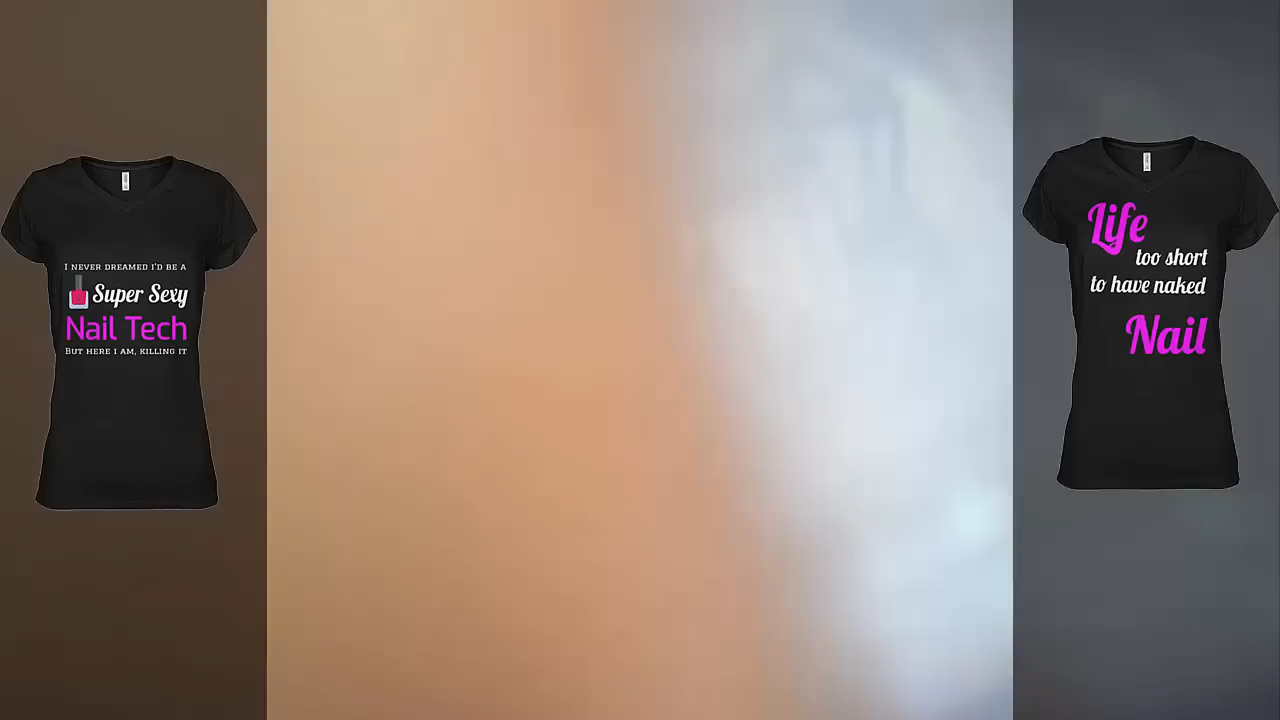 I NEVER DREAMED I'D BE A
Super Sexy
Nail Tech
BUT HERE I AM, KILLING IT
Life
too short
to have naked
Nail